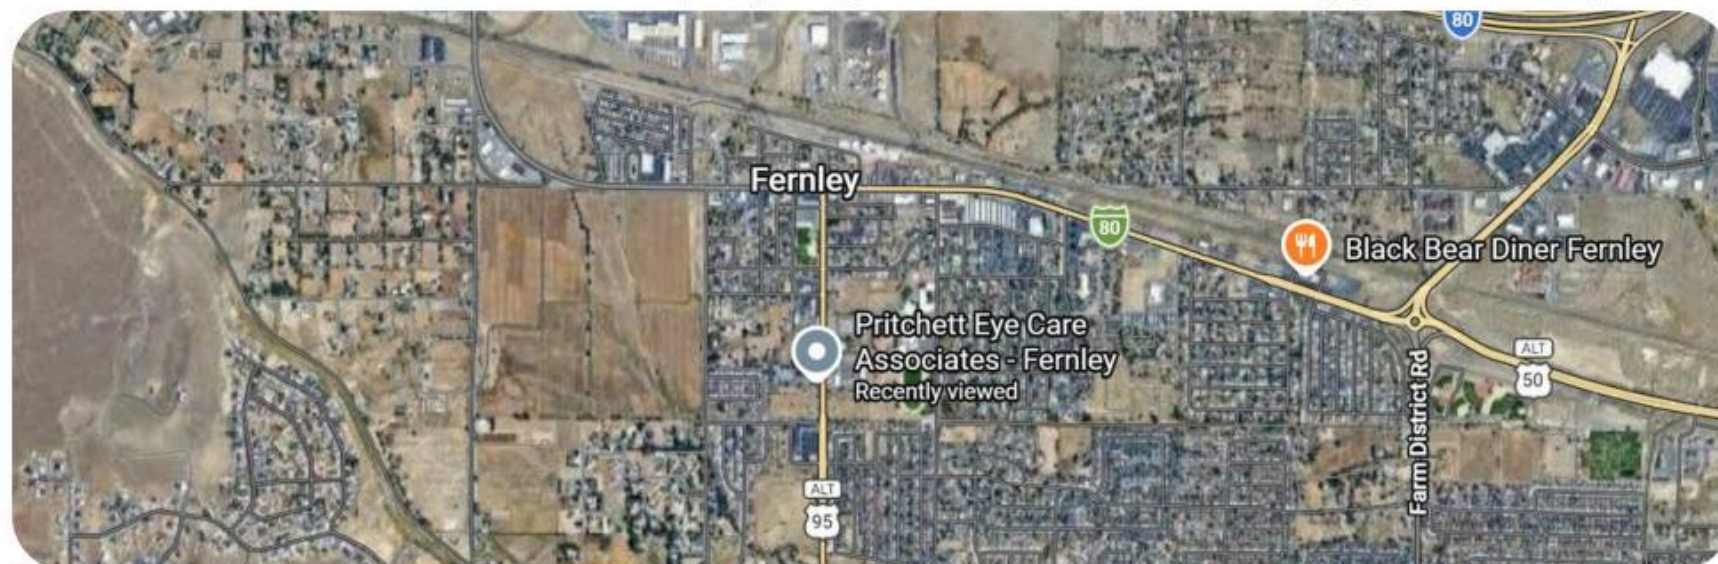 80
Fernley
80
Black Bear Diner Fernley
Pritchett Eye Care
Associates - Fernley
Recently viewed
ALT
50
Farm District Rd
ALT
95